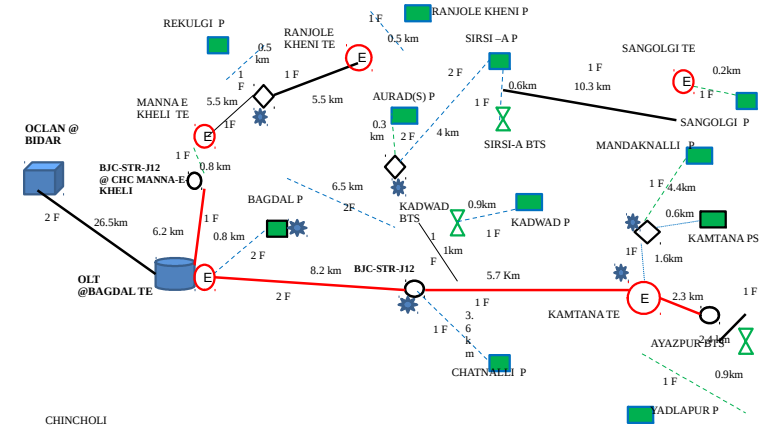 1 F
RANJOLE KHENI P
REKULGI P
RANJOLE
KHENI TE
0.5 km
SIRSI –A P
SANGOLGI TE
0.5
km
1
F
1 F
2 F
1 F
0.2km
E
E
0.6km
10.3 km
1 F
AURAD(S) P
MANNA E
KHELI TE
5.5 km
5.5 km
1F
E
1 F
SANGOLGI P
0.3
km
2 F
4 km
SIRSI-A BTS
OCLAN @
BIDAR
MANDAKNALLI P
1 F
0.8 km
BJC-STR-J12
@ CHC MANNA-E-
KHELI
6.5 km
2F
1 F
4.4km
BAGDAL P
KADWAD
BTS
0.9km
KADWAD P
1 F
0.6km
KAMTANA PS
2 F
26.5km
6.2 km
1 F
0.8 km
2 F
1
F
1km
1F
1.6km
OLT
@BAGDAL TE
E
8.2 km
2 F
BJC-STR-J12
5.7 Km
1 F
E
2.3 km
1 F
KAMTANA TE
1 F
3.
6
k
m
2.4 km
AYAZPUR BTS
CHATNALLI P
1 F
0.9km
YADLAPUR P
CHINCHOLI